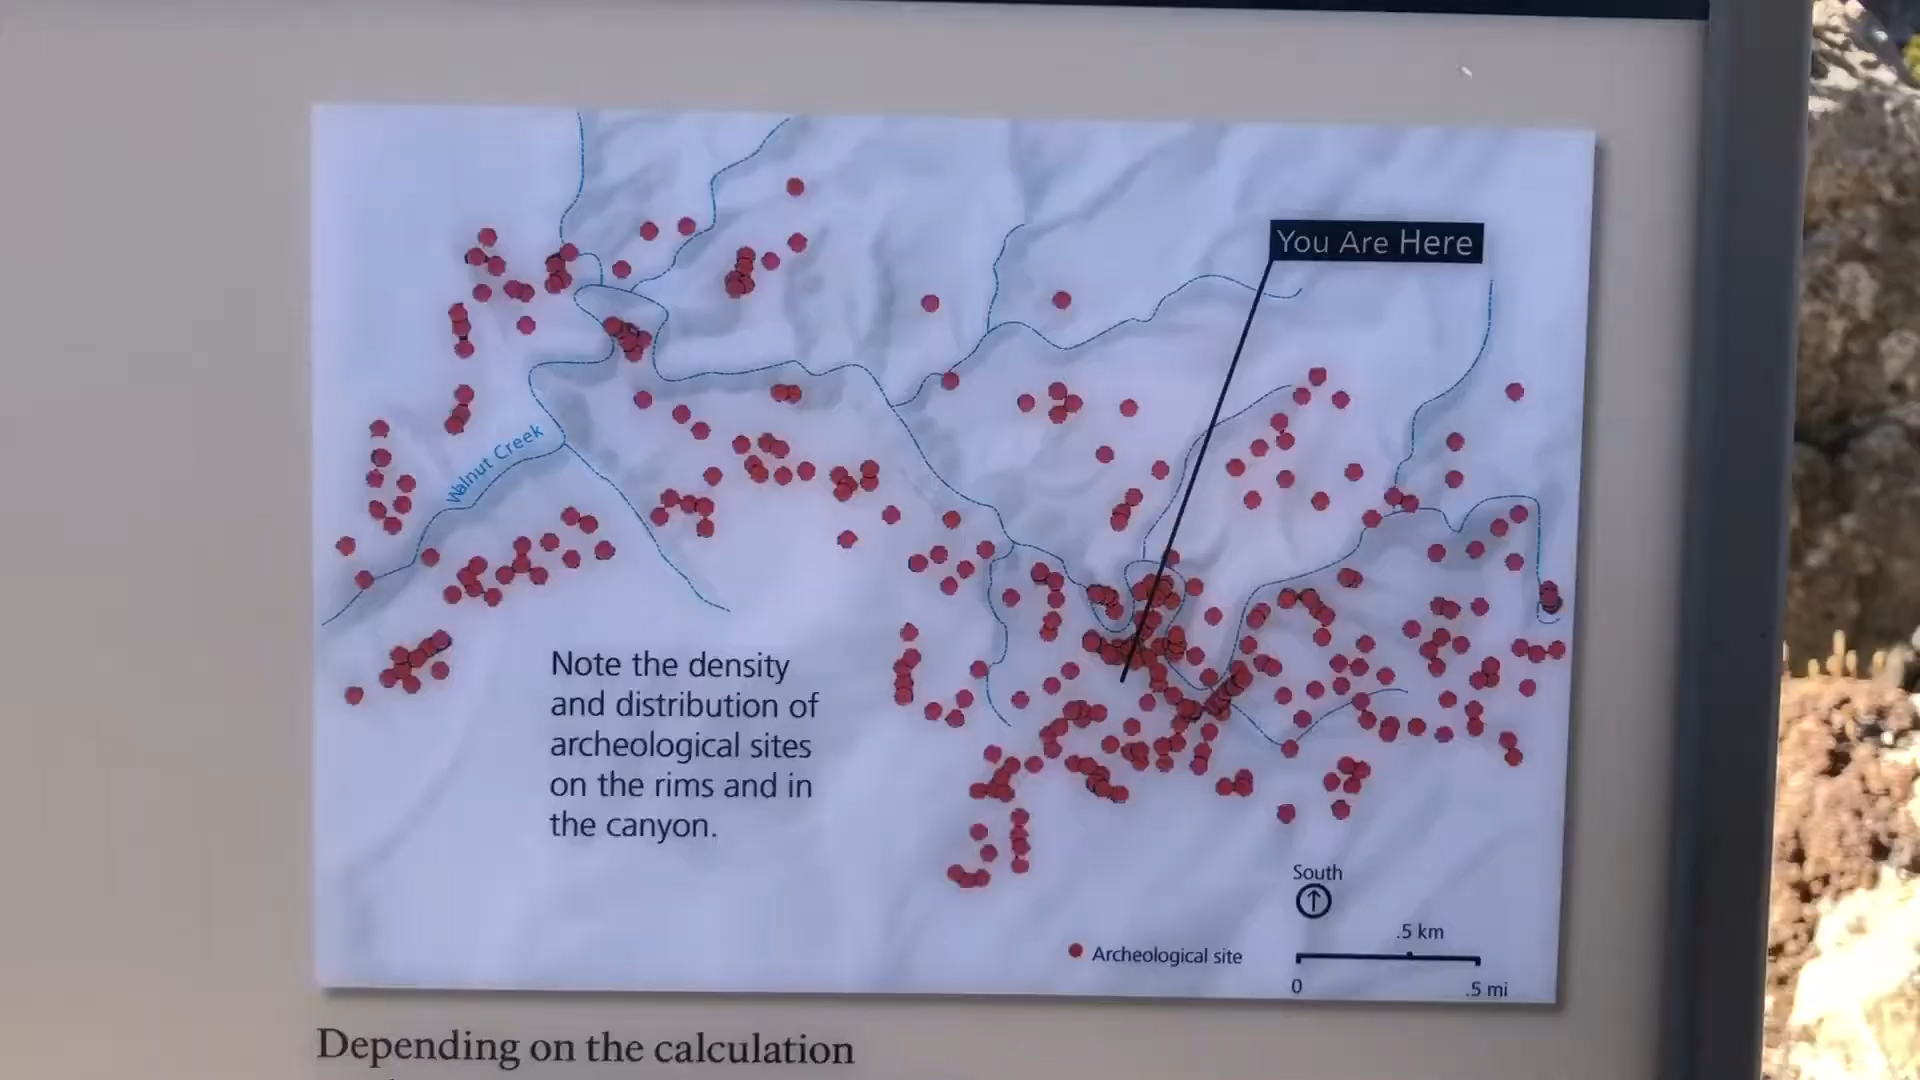 You Are Here
Walnut Creek
Note the density
and distribution of
archeological sites
on the rims and in
the canyon.
South
.5 km
Archeological site
0
.5 mi
Depending on the calculation